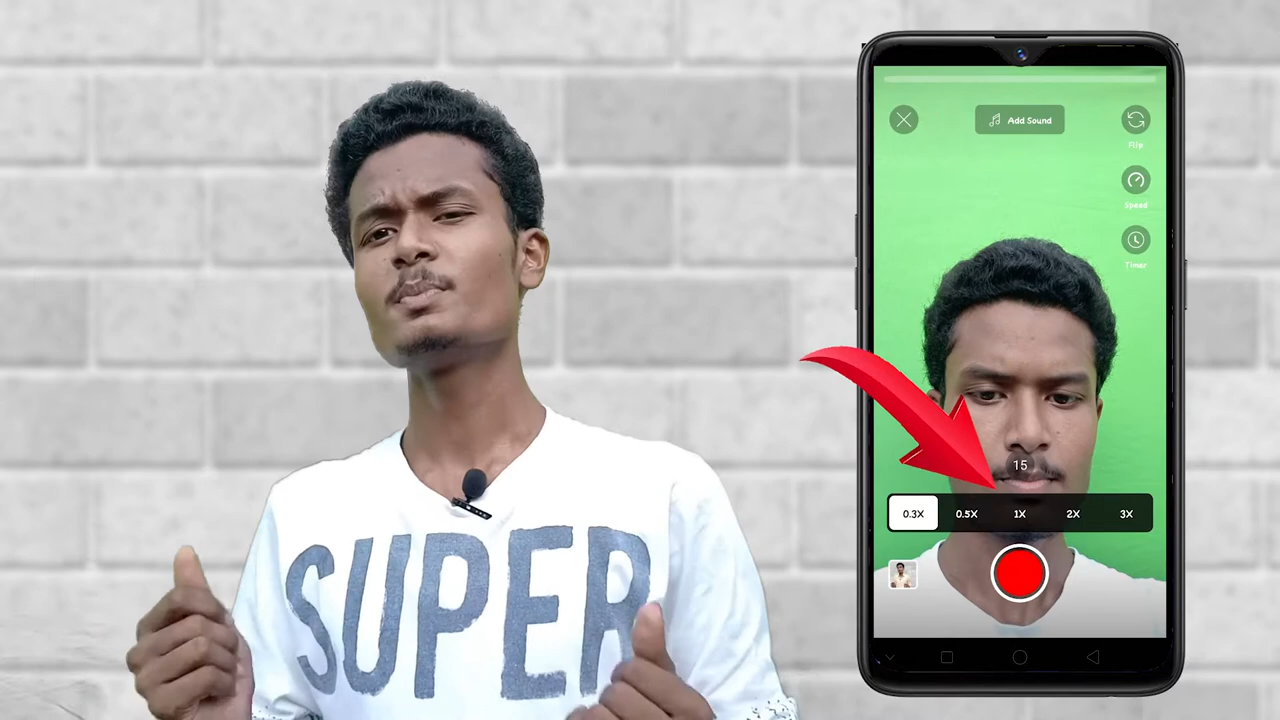 SUPER
Add Sound
Flip
Speed
Timer
15
0.3X 0.5X 1X 2X 3X